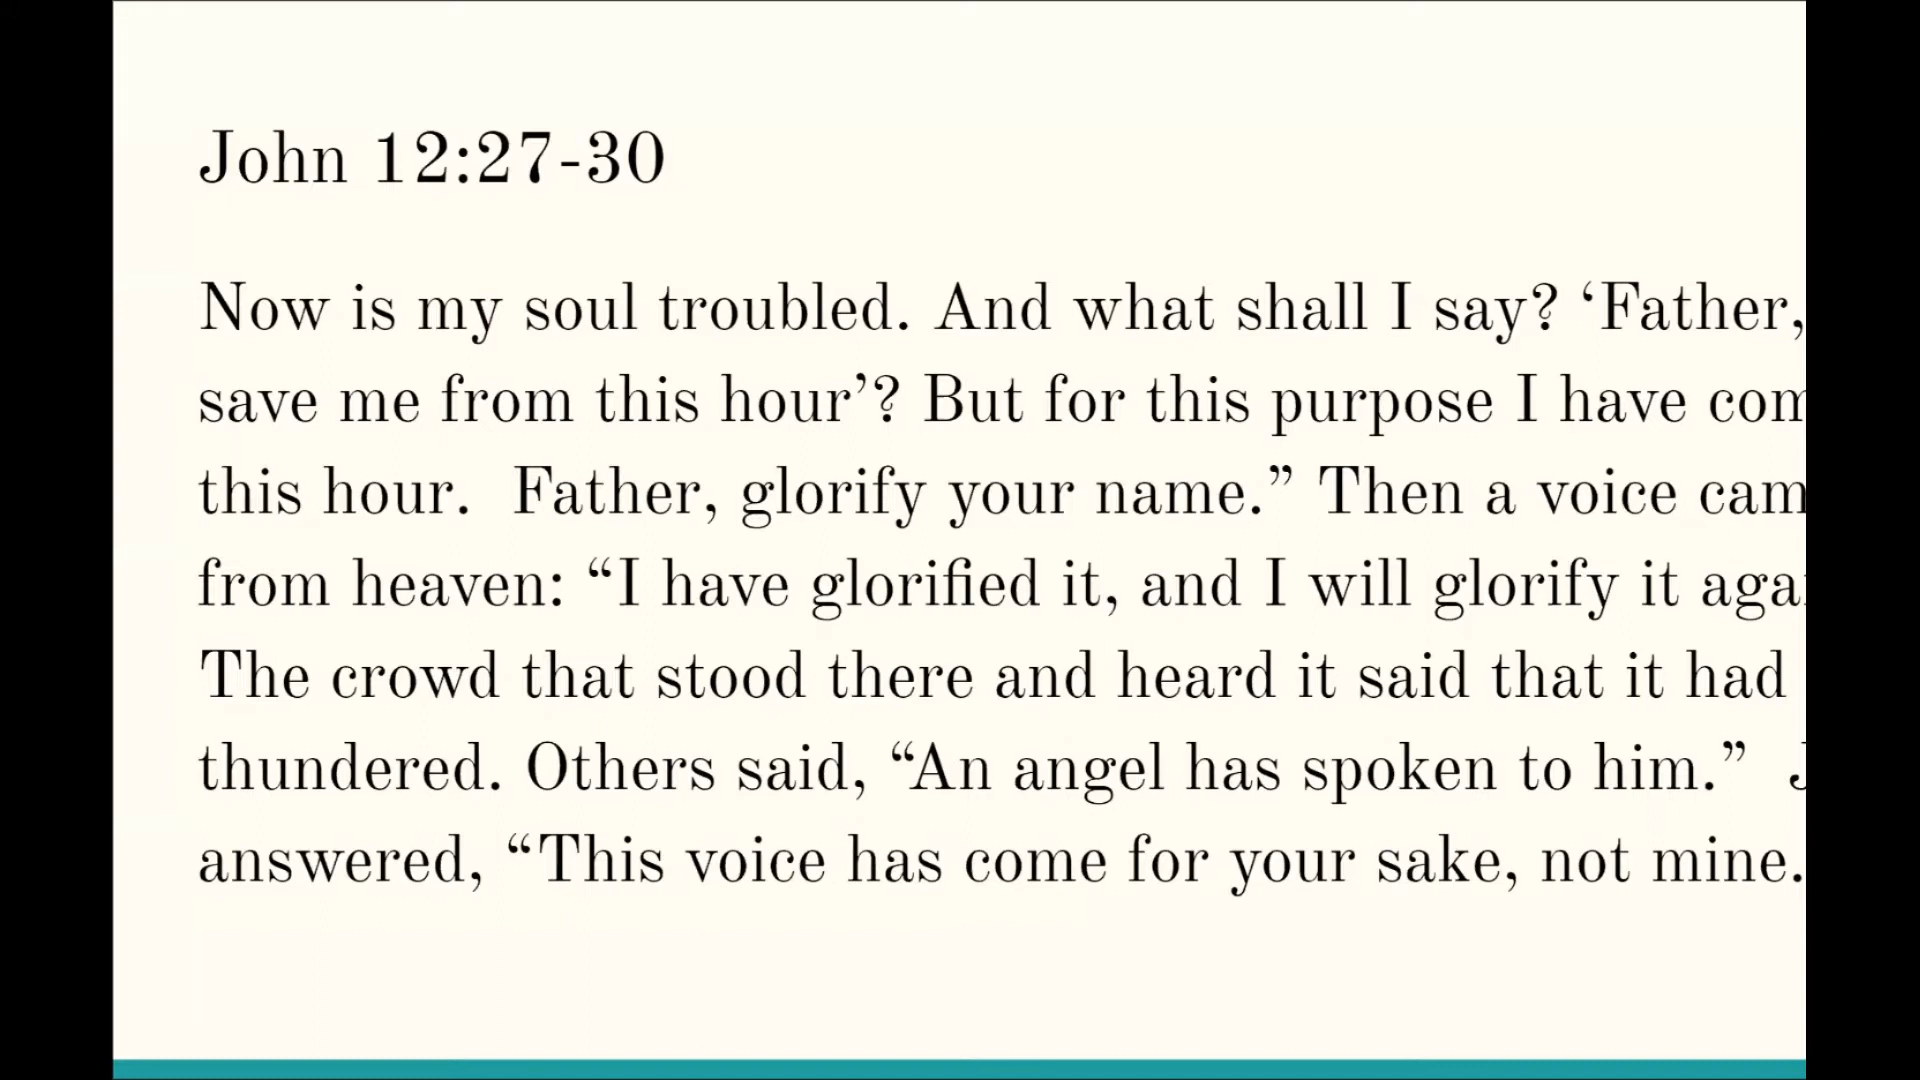 John 12:27-30
Now is my soul troubled. And what shall I say? ‘Father,
save me from this hour’? But for this purpose I have com
this hour.  Father, glorify your name.” Then a voice cam
from heaven: “I have glorified it, and I will glorify it aga
The crowd that stood there and heard it said that it had
thundered. Others said, “An angel has spoken to him.”  J
answered, “This voice has come for your sake, not mine.